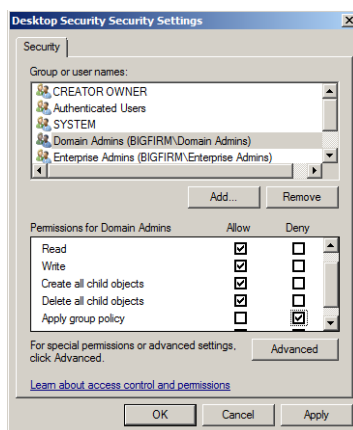 Desktop Security Security Settings
Security
Group or user names:
CREATOR OWNER
Authenticated Users
SYSTEM
Domain Admins (BIGFIRM\Domain Admins)
Enterprise Admins (BIGFIRM\Enterprise Admins)
Add... Remove
Permissions for Domain Admins Allow Deny
Read
Write
Create all child objects
Delete all child objects
Apply group policy
For special permissions or advanced settings,
click Advanced.
Advanced
Learn about access control and permissions
OK Cancel Apply